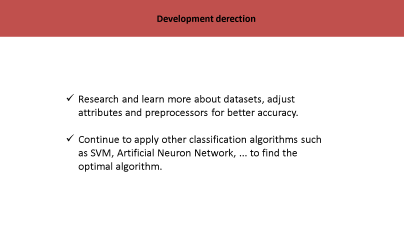 Development derection
✓ Research and learn more about datasets, adjust
attributes and preprocessors for better accuracy.
✓ Continue to apply other classification algorithms such
as SVM, Artificial Neuron Network, ... to find the
optimal algorithm.